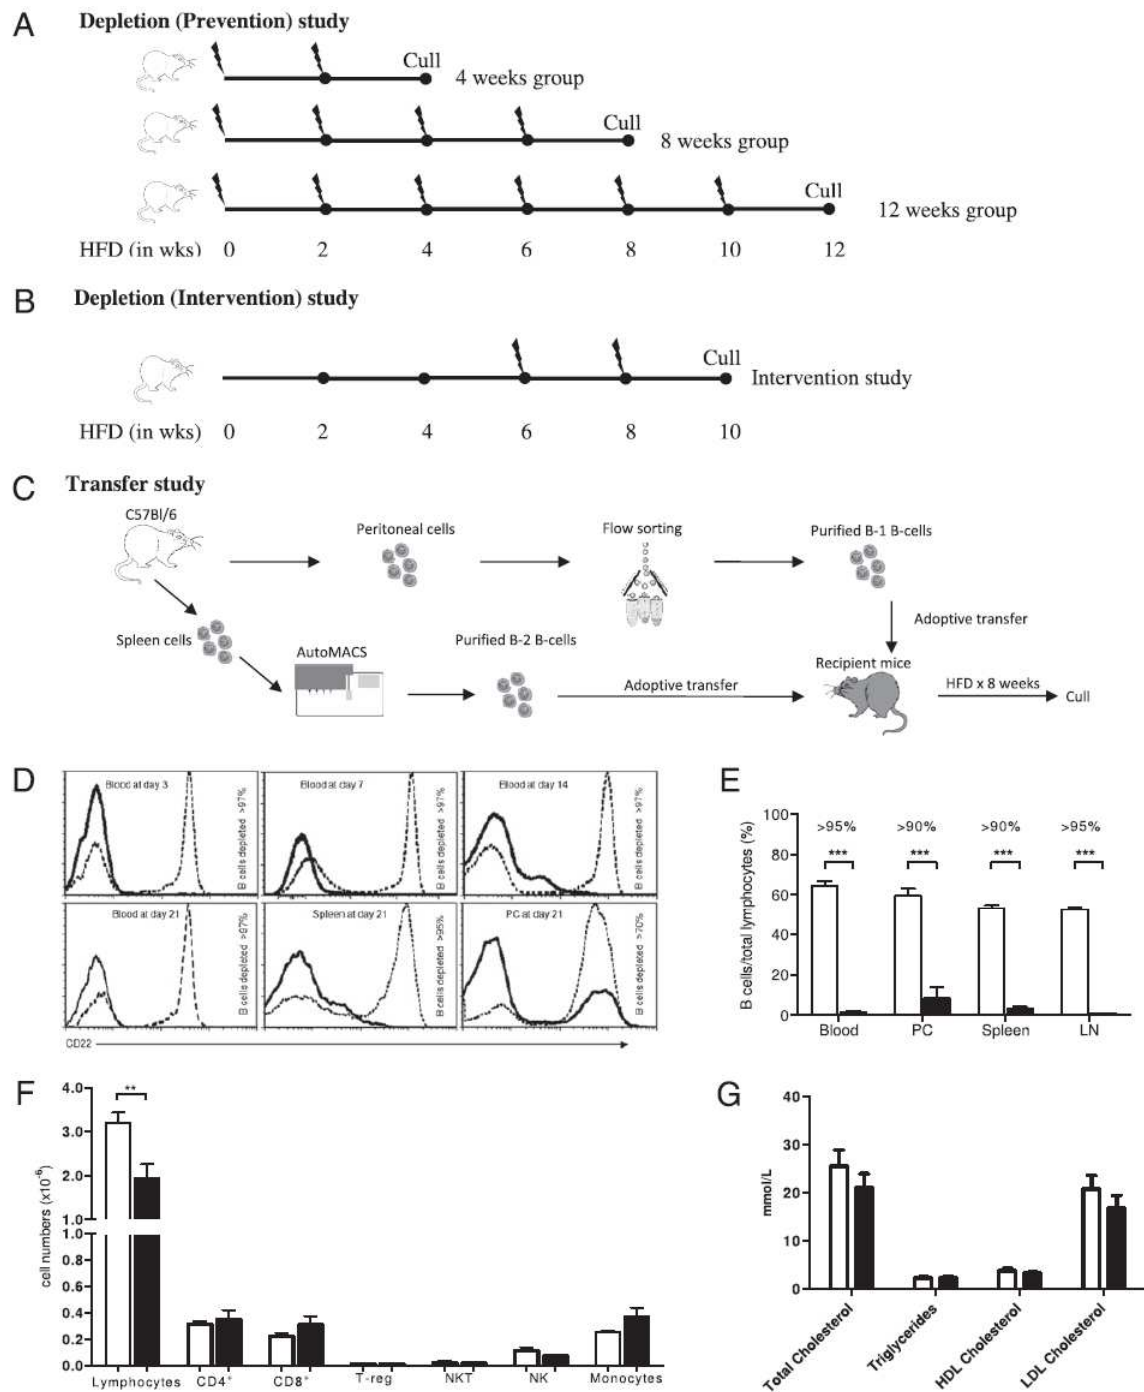 A Depletion (Prevention) study
Cull
4 weeks group
Cull
8 weeks group
Cull
12 weeks group
HFD (in wks) 0 2 4 6 8 10 12
B Depletion (Intervention) study
Cull
Intervention study
HFD (in wks) 0 2 4 6 8 10
C Transfer study
C57Bl/6
Peritoneal cells
Flow sorting
Purified B-1 B-cells
Adoptive transfer
Spleen cells
AutoMACS
Purified B-2 B-cells
Adoptive transfer
Recipient mice
HFD x 8 weeks
Cull
D
Blood at day 3
B cells depleted >97%
Blood at day 7
B cells depleted >97%
Blood at day 14
B cells depleted >97%
Blood at day 21
B cells depleted >97%
Spleen at day 21
B cells depleted >95%
PC at day 21
B cells depleted >70%
CD22
E
B cells/total lymphocytes (%)
100
80
60
40
20
0
>95% >90% >90% >95%
*** *** *** ***
Blood PC Spleen LN
F
cell numbers (x10-6)
4.0
3.0
2.0
1.0
1.0
0.8
0.6
0.4
0.2
0.0
**
Lymphocytes CD4+ CD8+ T-reg NKT NK Monocytes
G
mmol/L
40
30
20
10
0
Total Cholesterol
Triglycerides
HDL Cholesterol
LDL Cholesterol